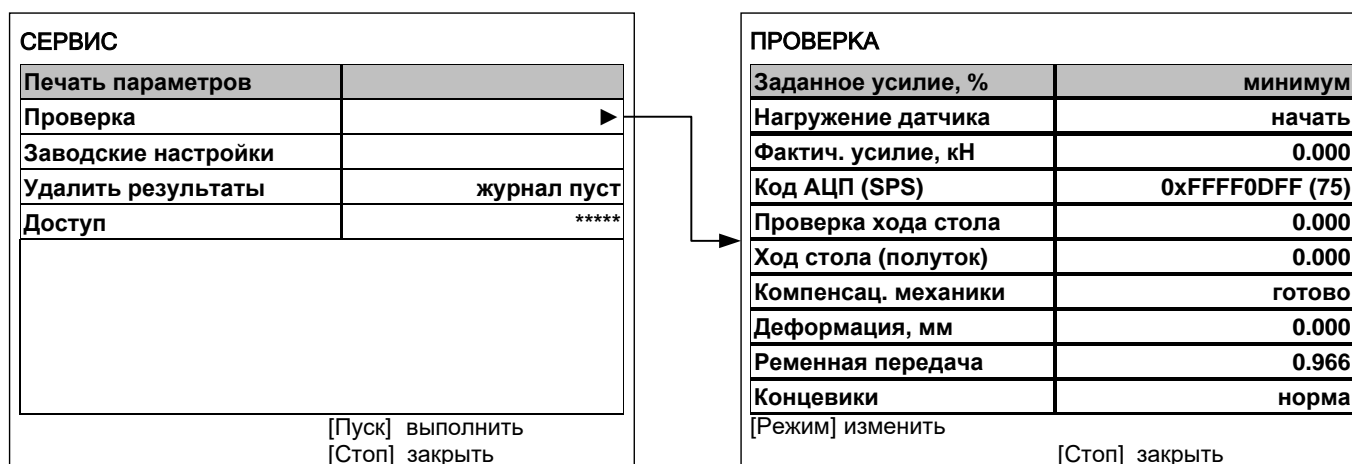 СЕРВИС
Печать параметров
Проверка ►
Заводские настройки
Удалить результаты журнал пуст
Доступ *****
[Пуск] выполнить
[Стоп] закрыть
ПРОВЕРКА
Заданное усилие, % минимум
Нагружение датчика начать
Фактич. усилие, кН 0.000
Код АЦП (SPS) 0xFFFF0DFF (75)
Проверка хода стола 0.000
Ход стола (полуток) 0.000
Компенсац. механики готово
Деформация, мм 0.000
Ременная передача 0.966
Концевики норма
[Режим] изменить
[Стоп] закрыть